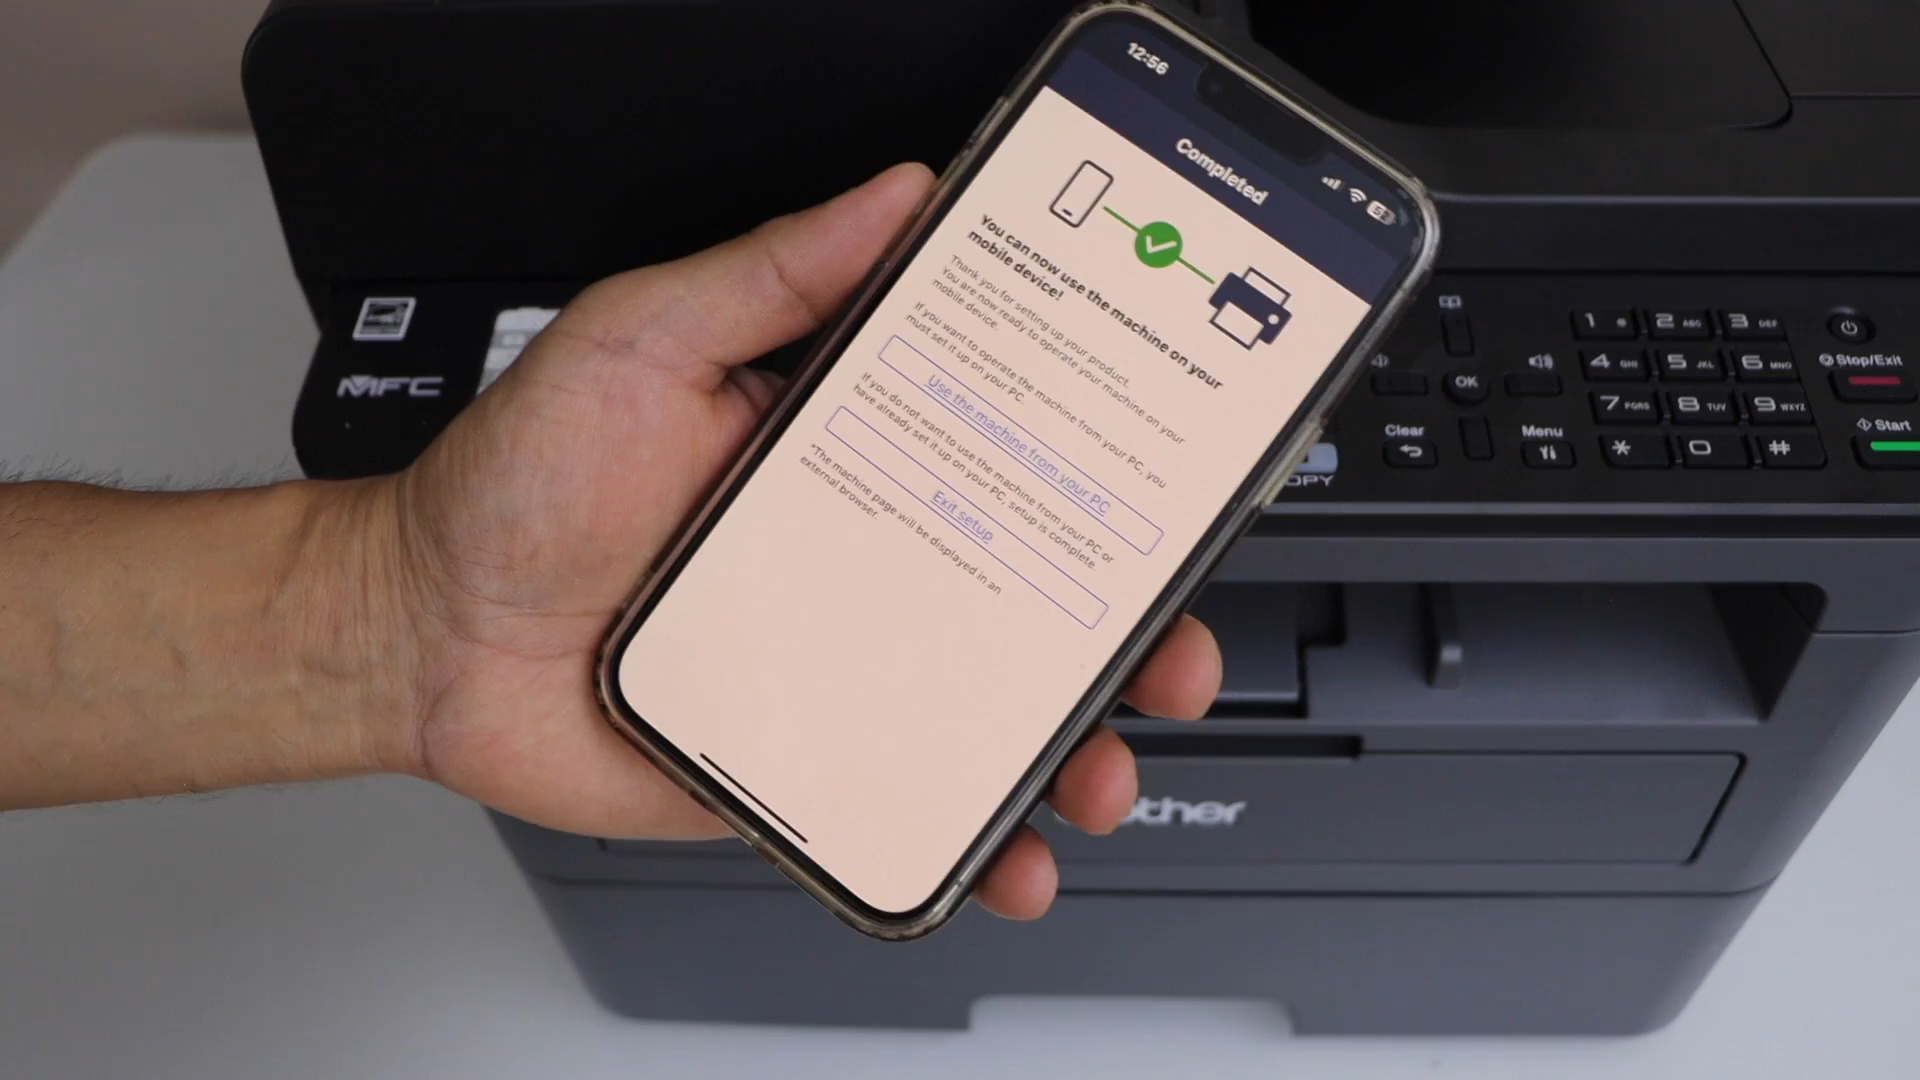 12:56
52
Completed
You can now use the machine on your
mobile device!
Thank you for setting up your product.
You are now ready to operate your machine on your
mobile device.
If you want to operate the machine from your PC, you
must set it up on your PC.
Use the machine from your PC
If you do not want to use the machine from your PC or
have already set it up on your PC, setup is complete.
Exit setup
*The machine page will be displayed in an
external browser.
MFC
1 @ 2 ABC 3 DEF
4 GHI 5 JKL 6 MNO
7 PQRS 8 TUV 9 WXYZ
* 0 #
OK
Clear
Menu
Stop/Exit
Start
OPY
other